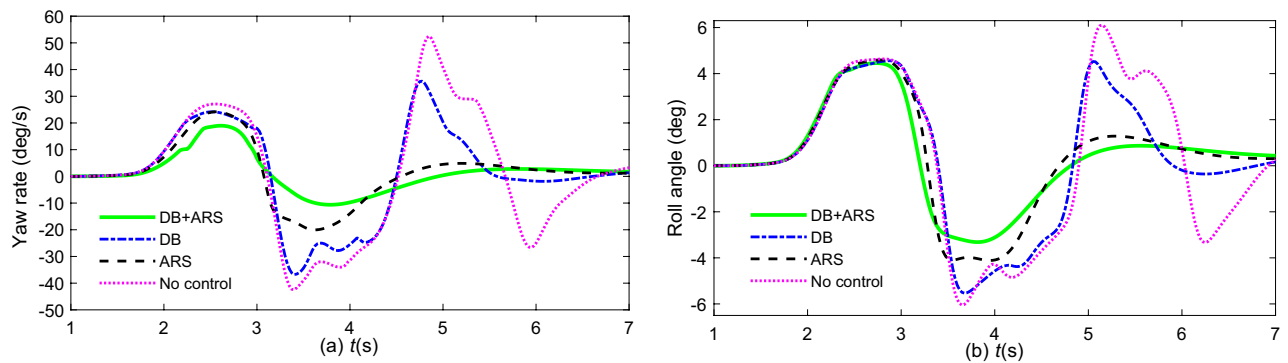 60
50
40
30
20
10
0
-10
-20
-30
-40
-50
Yaw rate (deg/s)
DB+ARS
DB
ARS
No control
1 2 3 4 5 6 7
(a) t(s)
6
4
2
0
-2
-4
-6
Roll angle (deg)
DB+ARS
DB
ARS
No control
1 2 3 4 5 6 7
(b) t(s)